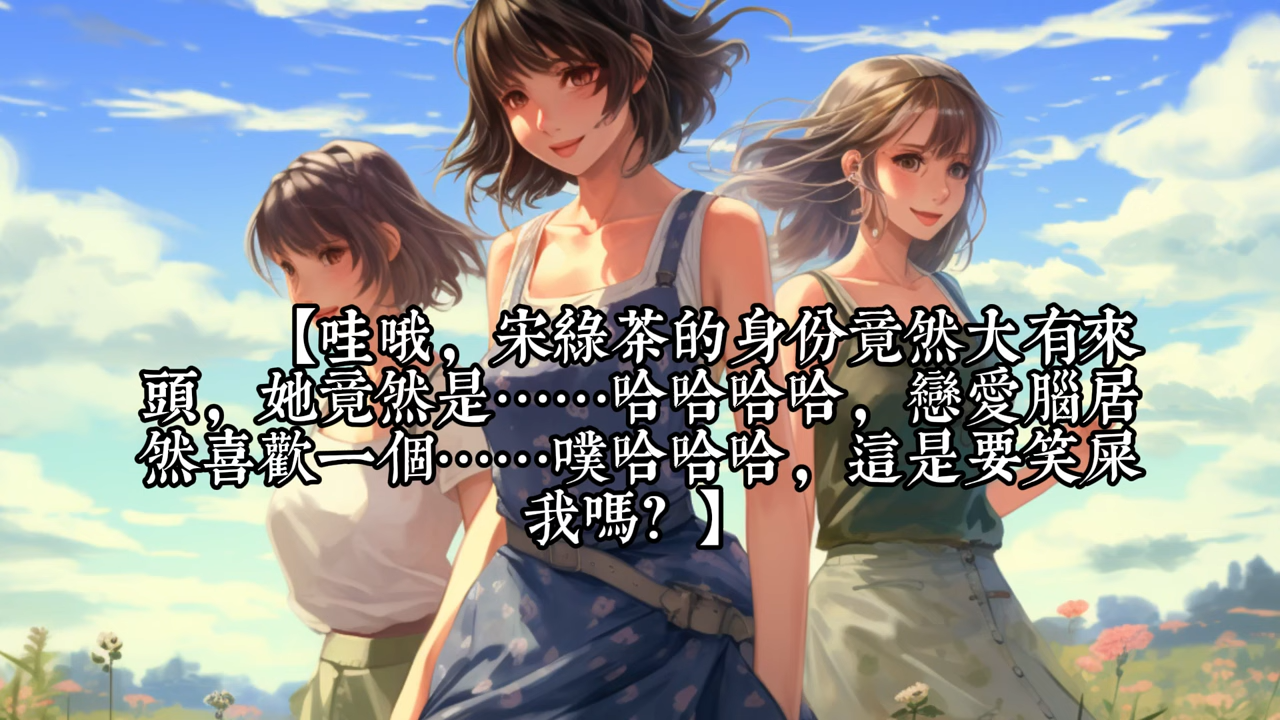 【哇哦，宋綠茶的身份竟然大有來
頭，她竟然是……哈哈哈哈，戀愛腦居
然喜歡一個……噗哈哈哈，這是要笑屎
我嗎？】